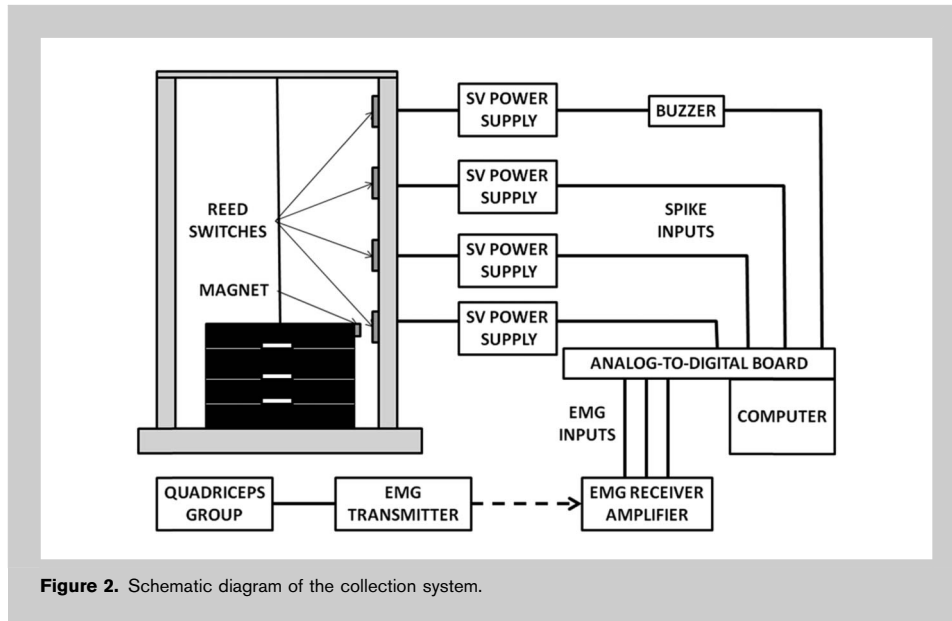 SV POWER
SUPPLY
BUZZER
SV POWER
SUPPLY
REED
SWITCHES
SPIKE
INPUTS
SV POWER
SUPPLY
MAGNET
SV POWER
SUPPLY
ANALOG-TO-DIGITAL BOARD
EMG
INPUTS
COMPUTER
QUADRICEPS
GROUP
EMG
TRANSMITTER
EMG RECEIVER
AMPLIFIER
Figure 2. Schematic diagram of the collection system.